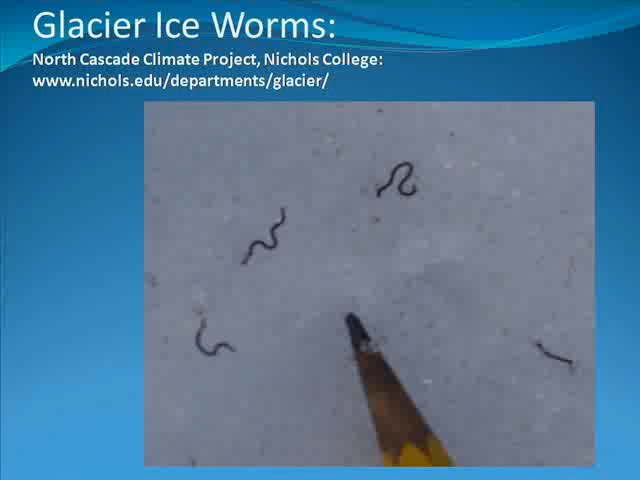 Glacier Ice Worms:
North Cascade Climate Project, Nichols College:
www.nichols.edu/departments/glacier/